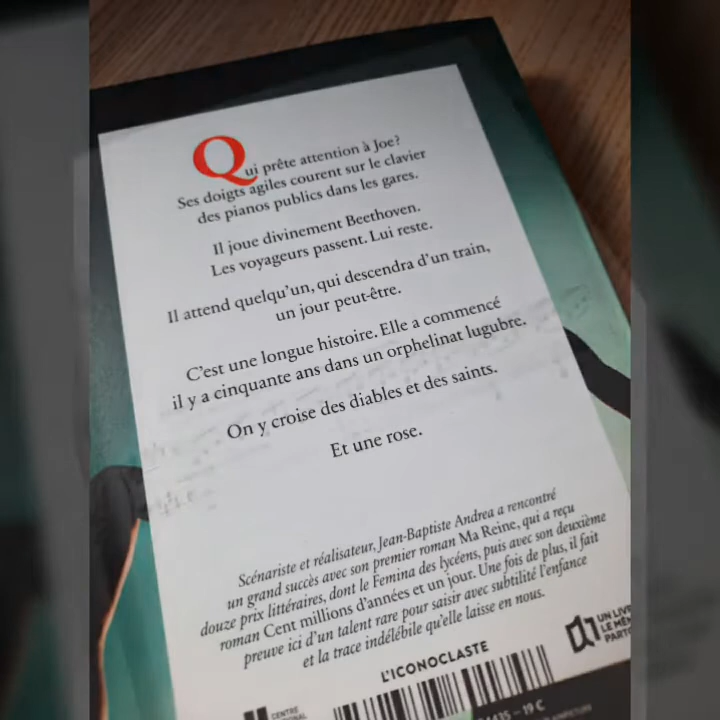 Qui prête attention à Joe?
Ses doigts agiles courent sur le clavier
des pianos publics dans les gares.
Il joue divinement Beethoven.
Les voyageurs passent. Lui reste.
Il attend quelqu'un, qui descendra d'un train,
un jour peut-être.
C'est une longue histoire. Elle a commencé
il y a cinquante ans dans un orphelinat lugubre.
On y croise des diables et des saints.
Et une rose.
Scénariste et réalisateur, Jean-Baptiste Andrea a rencontré
un grand succès avec son premier roman Ma Reine, qui a reçu
douze prix littéraires, dont le Femina des lycéens, puis avec son deuxième
roman Cent millions d'années et un jour. Une fois de plus, il fait
preuve ici d'un talent rare pour saisir avec subtilité l'enfance
et la trace indélébile qu'elle laisse en nous.
L'ICONOCLASTE
UN LIV
LE MÊ
PART
CENTRE
19 €